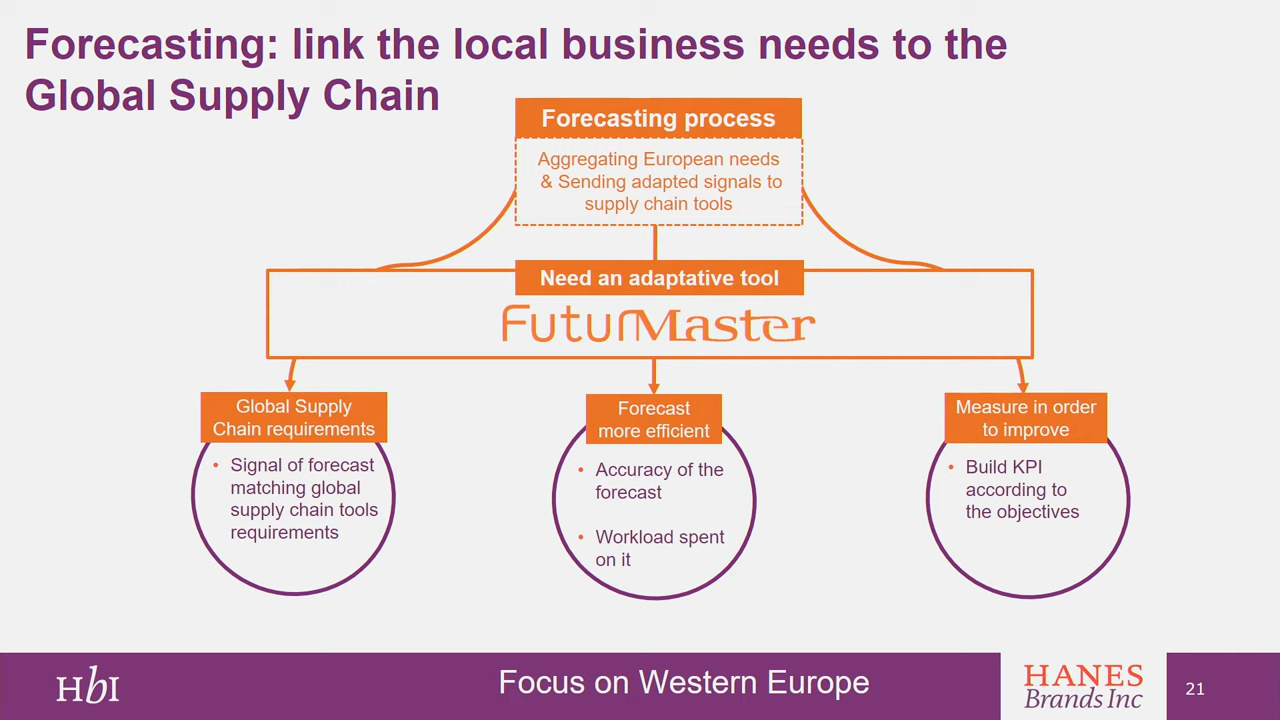 Forecasting: link the local business needs to the
Global Supply Chain
Forecasting process
Aggregating European needs
& Sending adapted signals to
supply chain tools
Need an adaptative tool
FuturMaster
Global Supply
Chain requirements
• Signal of forecast
matching global
supply chain tools
requirements
Forecast
more efficient
• Accuracy of the
forecast
• Workload spent
on it
Measure in order
to improve
• Build KPI
according to
the objectives
HbI
Focus on Western Europe
HANES
Brands Inc
21